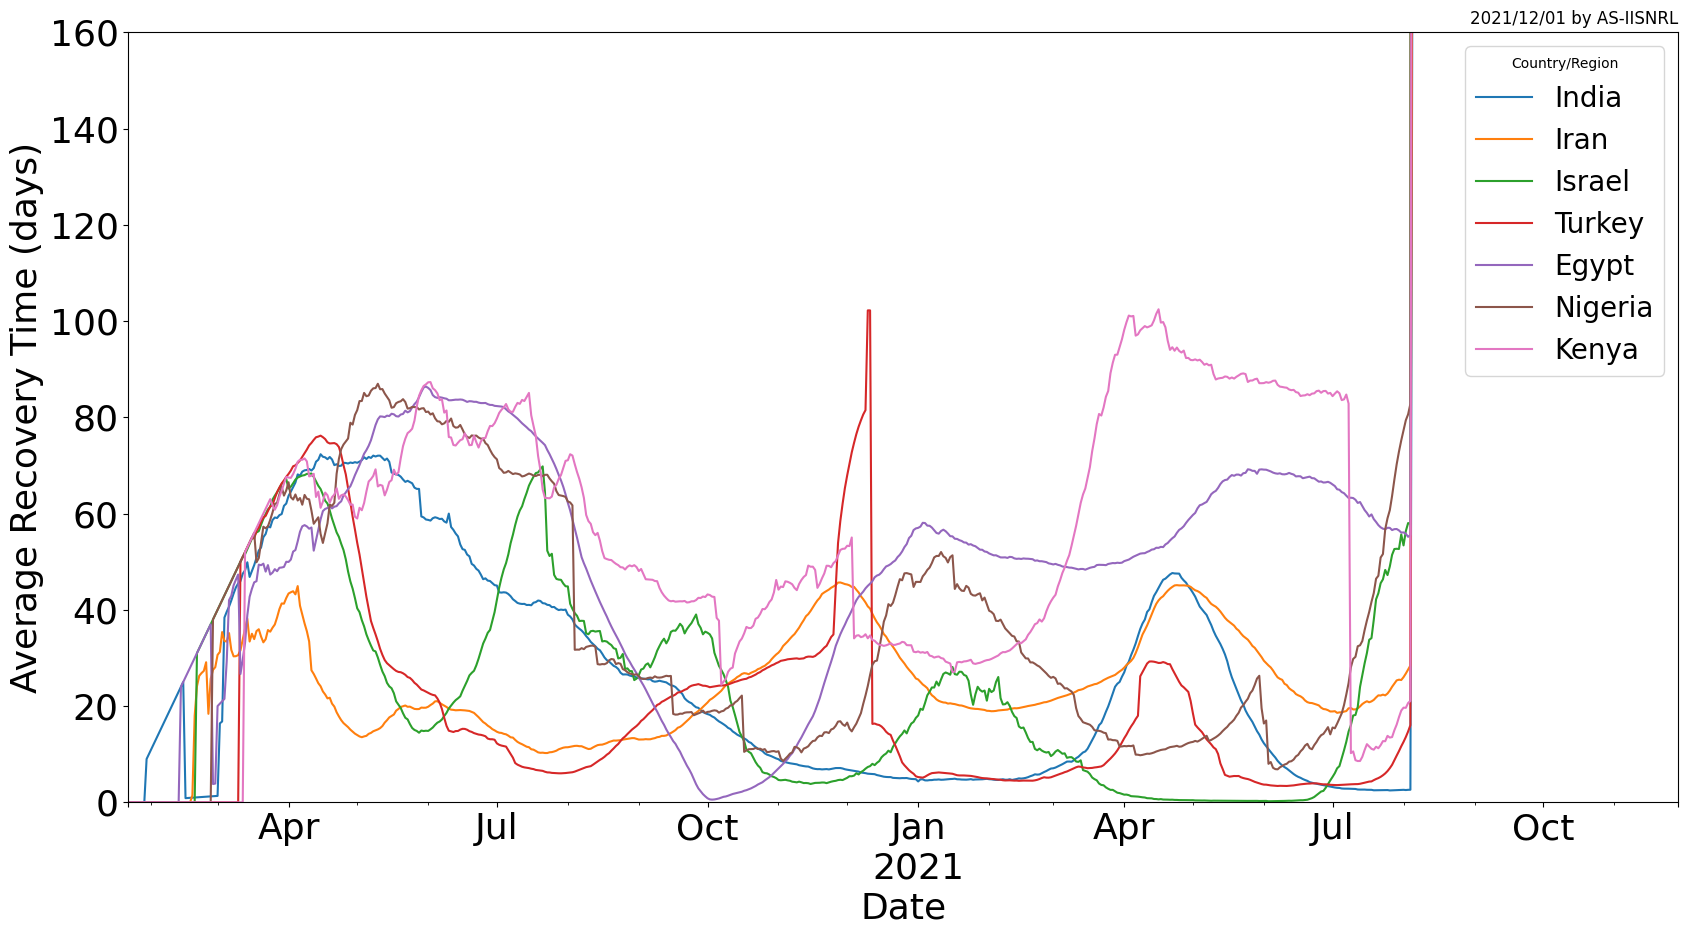 2021/12/01 by AS-IISNRL
160
140
120
100
80
60
40
20
0
Average Recovery Time (days)
Country/Region
India
Iran
Israel
Turkey
Egypt
Nigeria
Kenya
Apr Jul Oct Jan Apr Jul Oct
2021
Date